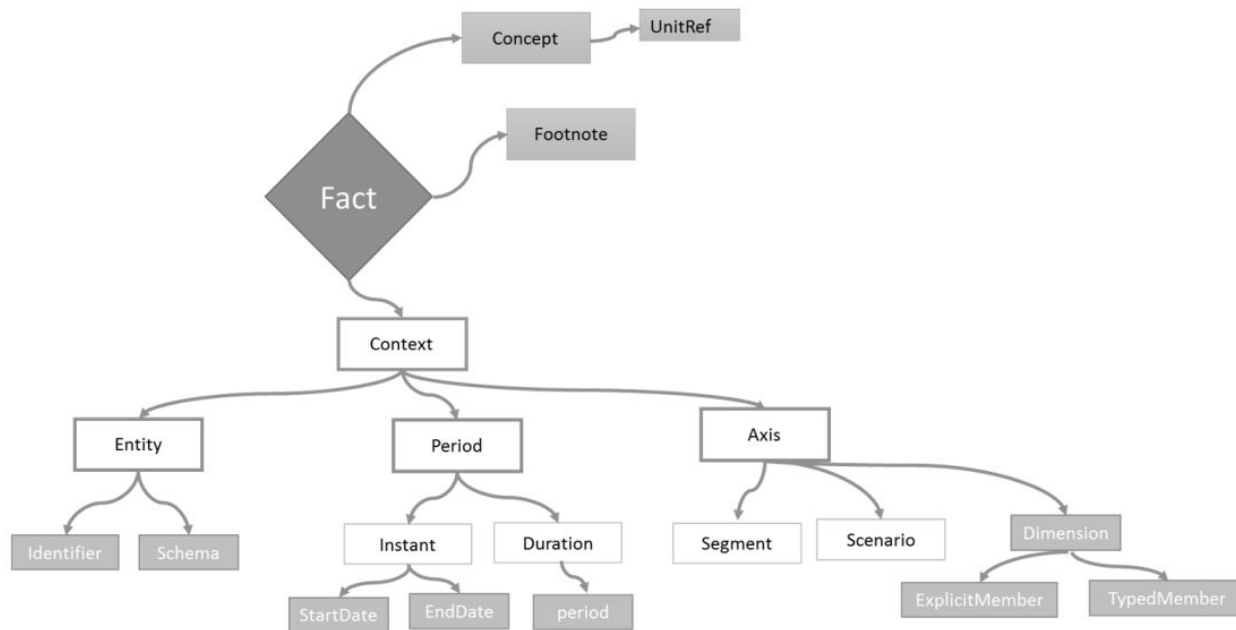 Concept
UnitRef
Footnote
Fact
Context
Entity
Period
Axis
Identifier
Schema
Instant
Duration
Segment
Scenario
Dimension
StartDate
EndDate
period
ExplicitMember
TypedMember